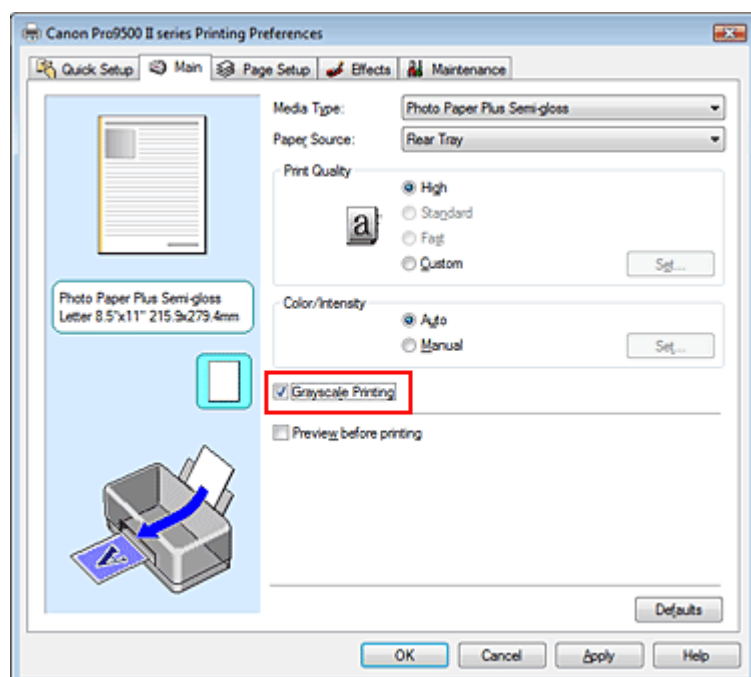 Canon Pro9500 II series Printing Preferences
Quick Setup Main Page Setup Effects Maintenance
Media Type: Photo Paper Plus Semi-gloss
Paper Source: Rear Tray
Print Quality
High
a Standard
Fast
Custom Set...
Photo Paper Plus Semi-gloss
Letter 8.5"x11" 215.9x279.4mm
Color/Intensity
Auto
Manual Set...
Grayscale Printing
Preview before printing
A
Defaults
OK Cancel Apply Help